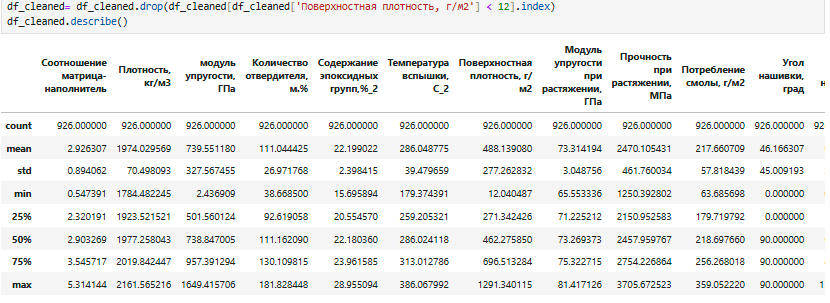 df_cleaned= df_cleaned.drop(df_cleaned[df_cleaned['Поверхностная плотность, г/м2'] < 12].index)
df_cleaned.describe()
Соотношение матрица-наполнитель Плотность, кг/м3 модуль упругости, ГПа Количество отвердителя, м.% Содержание эпоксидных групп,%_2 Температура вспышки, С_2 Поверхностная плотность, г/м2 Модуль упругости при растяжении, ГПа Прочность при растяжении, МПа Потребление смолы, г/м2 Угол нашивки, град н
count 926.000000 926.000000 926.000000 926.000000 926.000000 926.000000 926.000000 926.000000 926.000000 926.000000 926.000000 92
mean 2.926307 1974.029569 739.551180 111.044425 22.199022 286.048775 488.139080 73.314194 2470.105431 217.660709 46.166307
std 0.894062 70.498093 327.567455 26.971768 2.398415 39.479659 277.262832 3.048756 461.760034 57.818439 45.009193
min 0.547391 1784.482245 2.436909 38.668500 15.695894 179.374391 12.040487 65.553336 1250.392802 63.685698 0.000000
25% 2.320191 1923.521521 501.560124 92.619058 20.554570 259.205321 271.342426 71.225212 2150.952583 179.719792 0.000000
50% 2.903269 1977.258043 738.847005 111.162090 22.180360 286.024118 462.275850 73.269373 2457.959767 218.697660 90.000000
75% 3.545717 2019.842447 957.391294 130.109815 23.961585 313.012786 696.512384 75.322715 2754.226864 256.268018 90.000000
max 5.314144 2161.565216 1649.415706 181.828448 28.955094 386.067992 1291.340115 81.417126 3705.672523 359.052220 90.000000 1